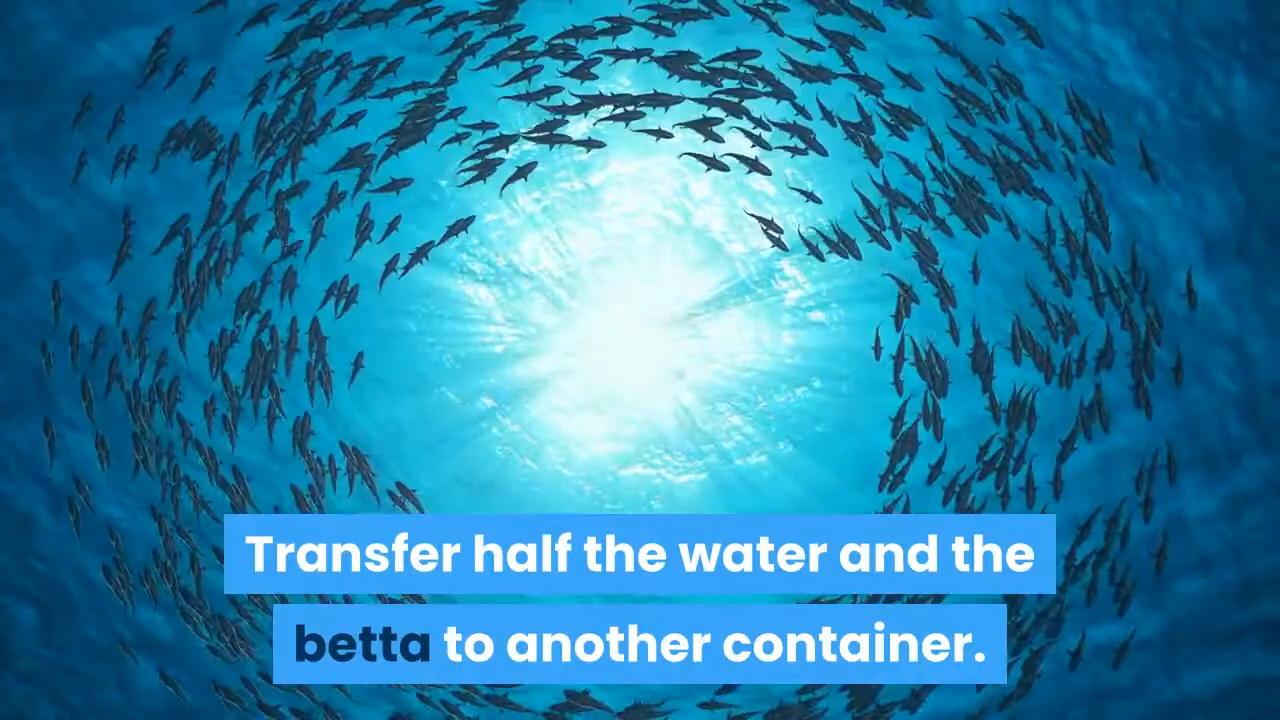 Transfer half the water and the
betta to another container.